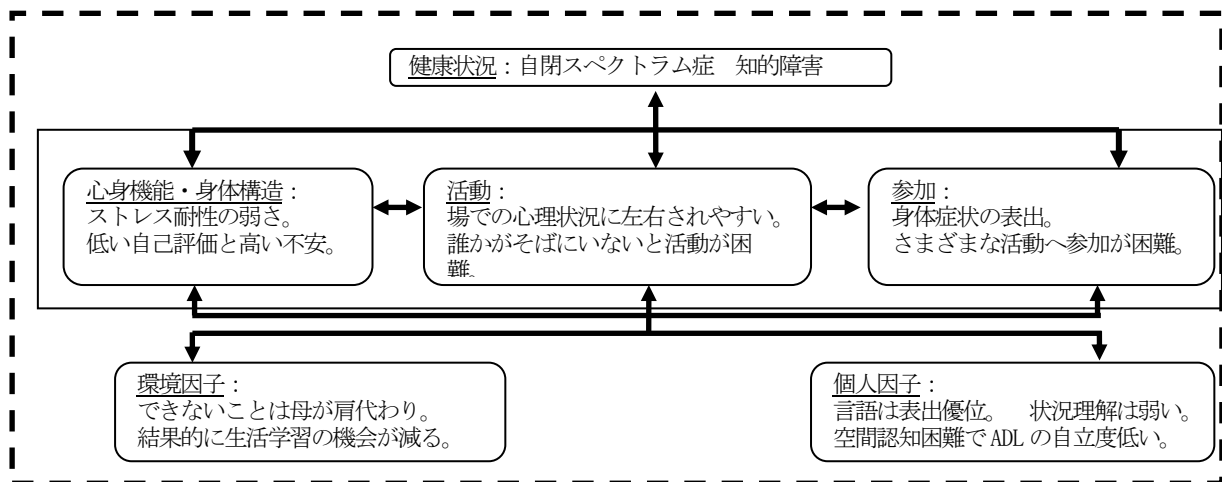 健康状況：自閉スペクトラム症　知的障害
心身機能・身体構造：
ストレス耐性の弱さ。
低い自己評価と高い不安。
活動：
場での心理状況に左右されやすい。
誰かがそばにいないと活動が困
難。
参加：
身体症状の表出。
さまざまな活動へ参加が困難。
環境因子：
できないことは母が肩代わり。
結果的に生活学習の機会が減る。
個人因子：
言語は表出優位。　状況理解は弱い。
空間認知困難で ADL の自立度低い。